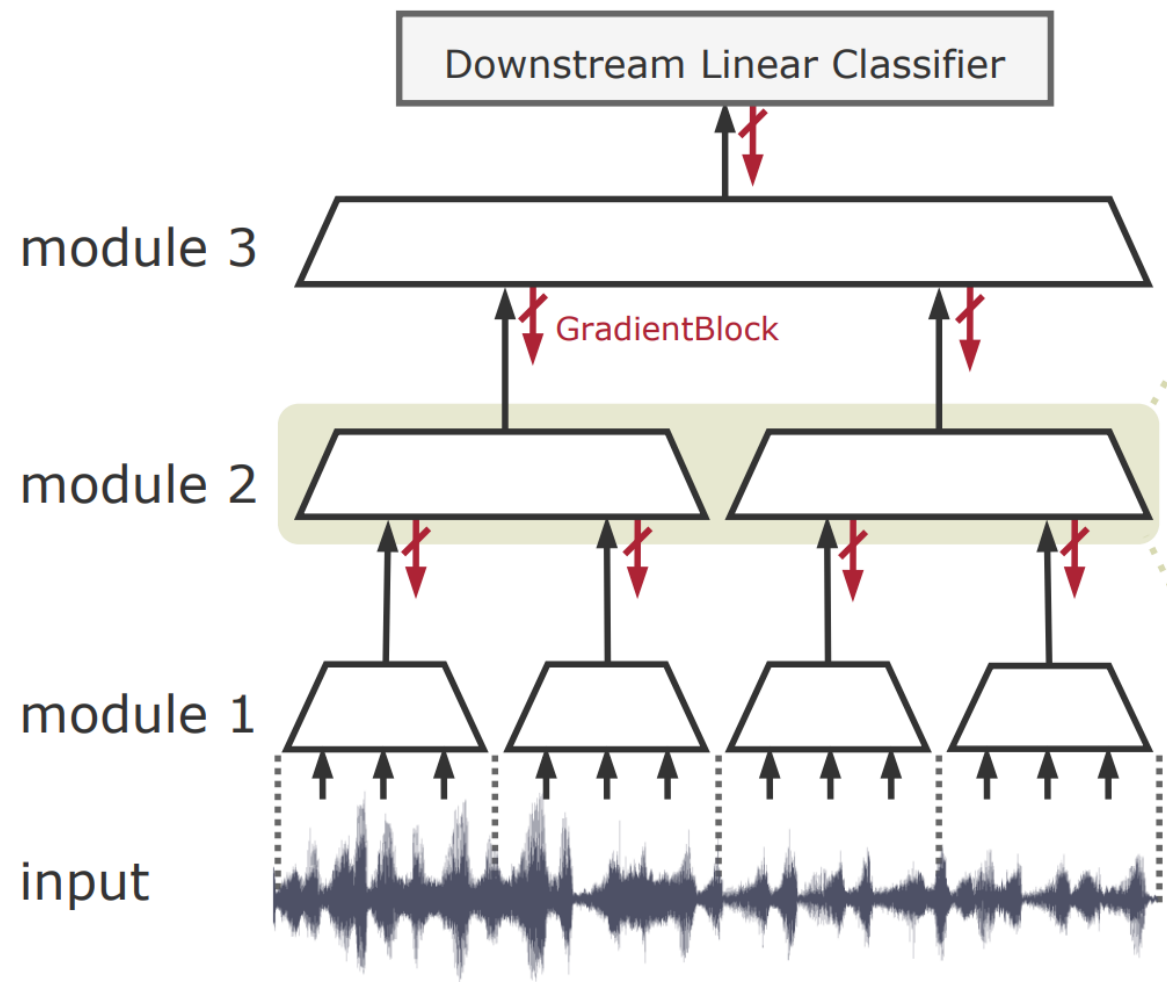 Downstream Linear Classifier
module 3
GradientBlock
module 2
module 1
input